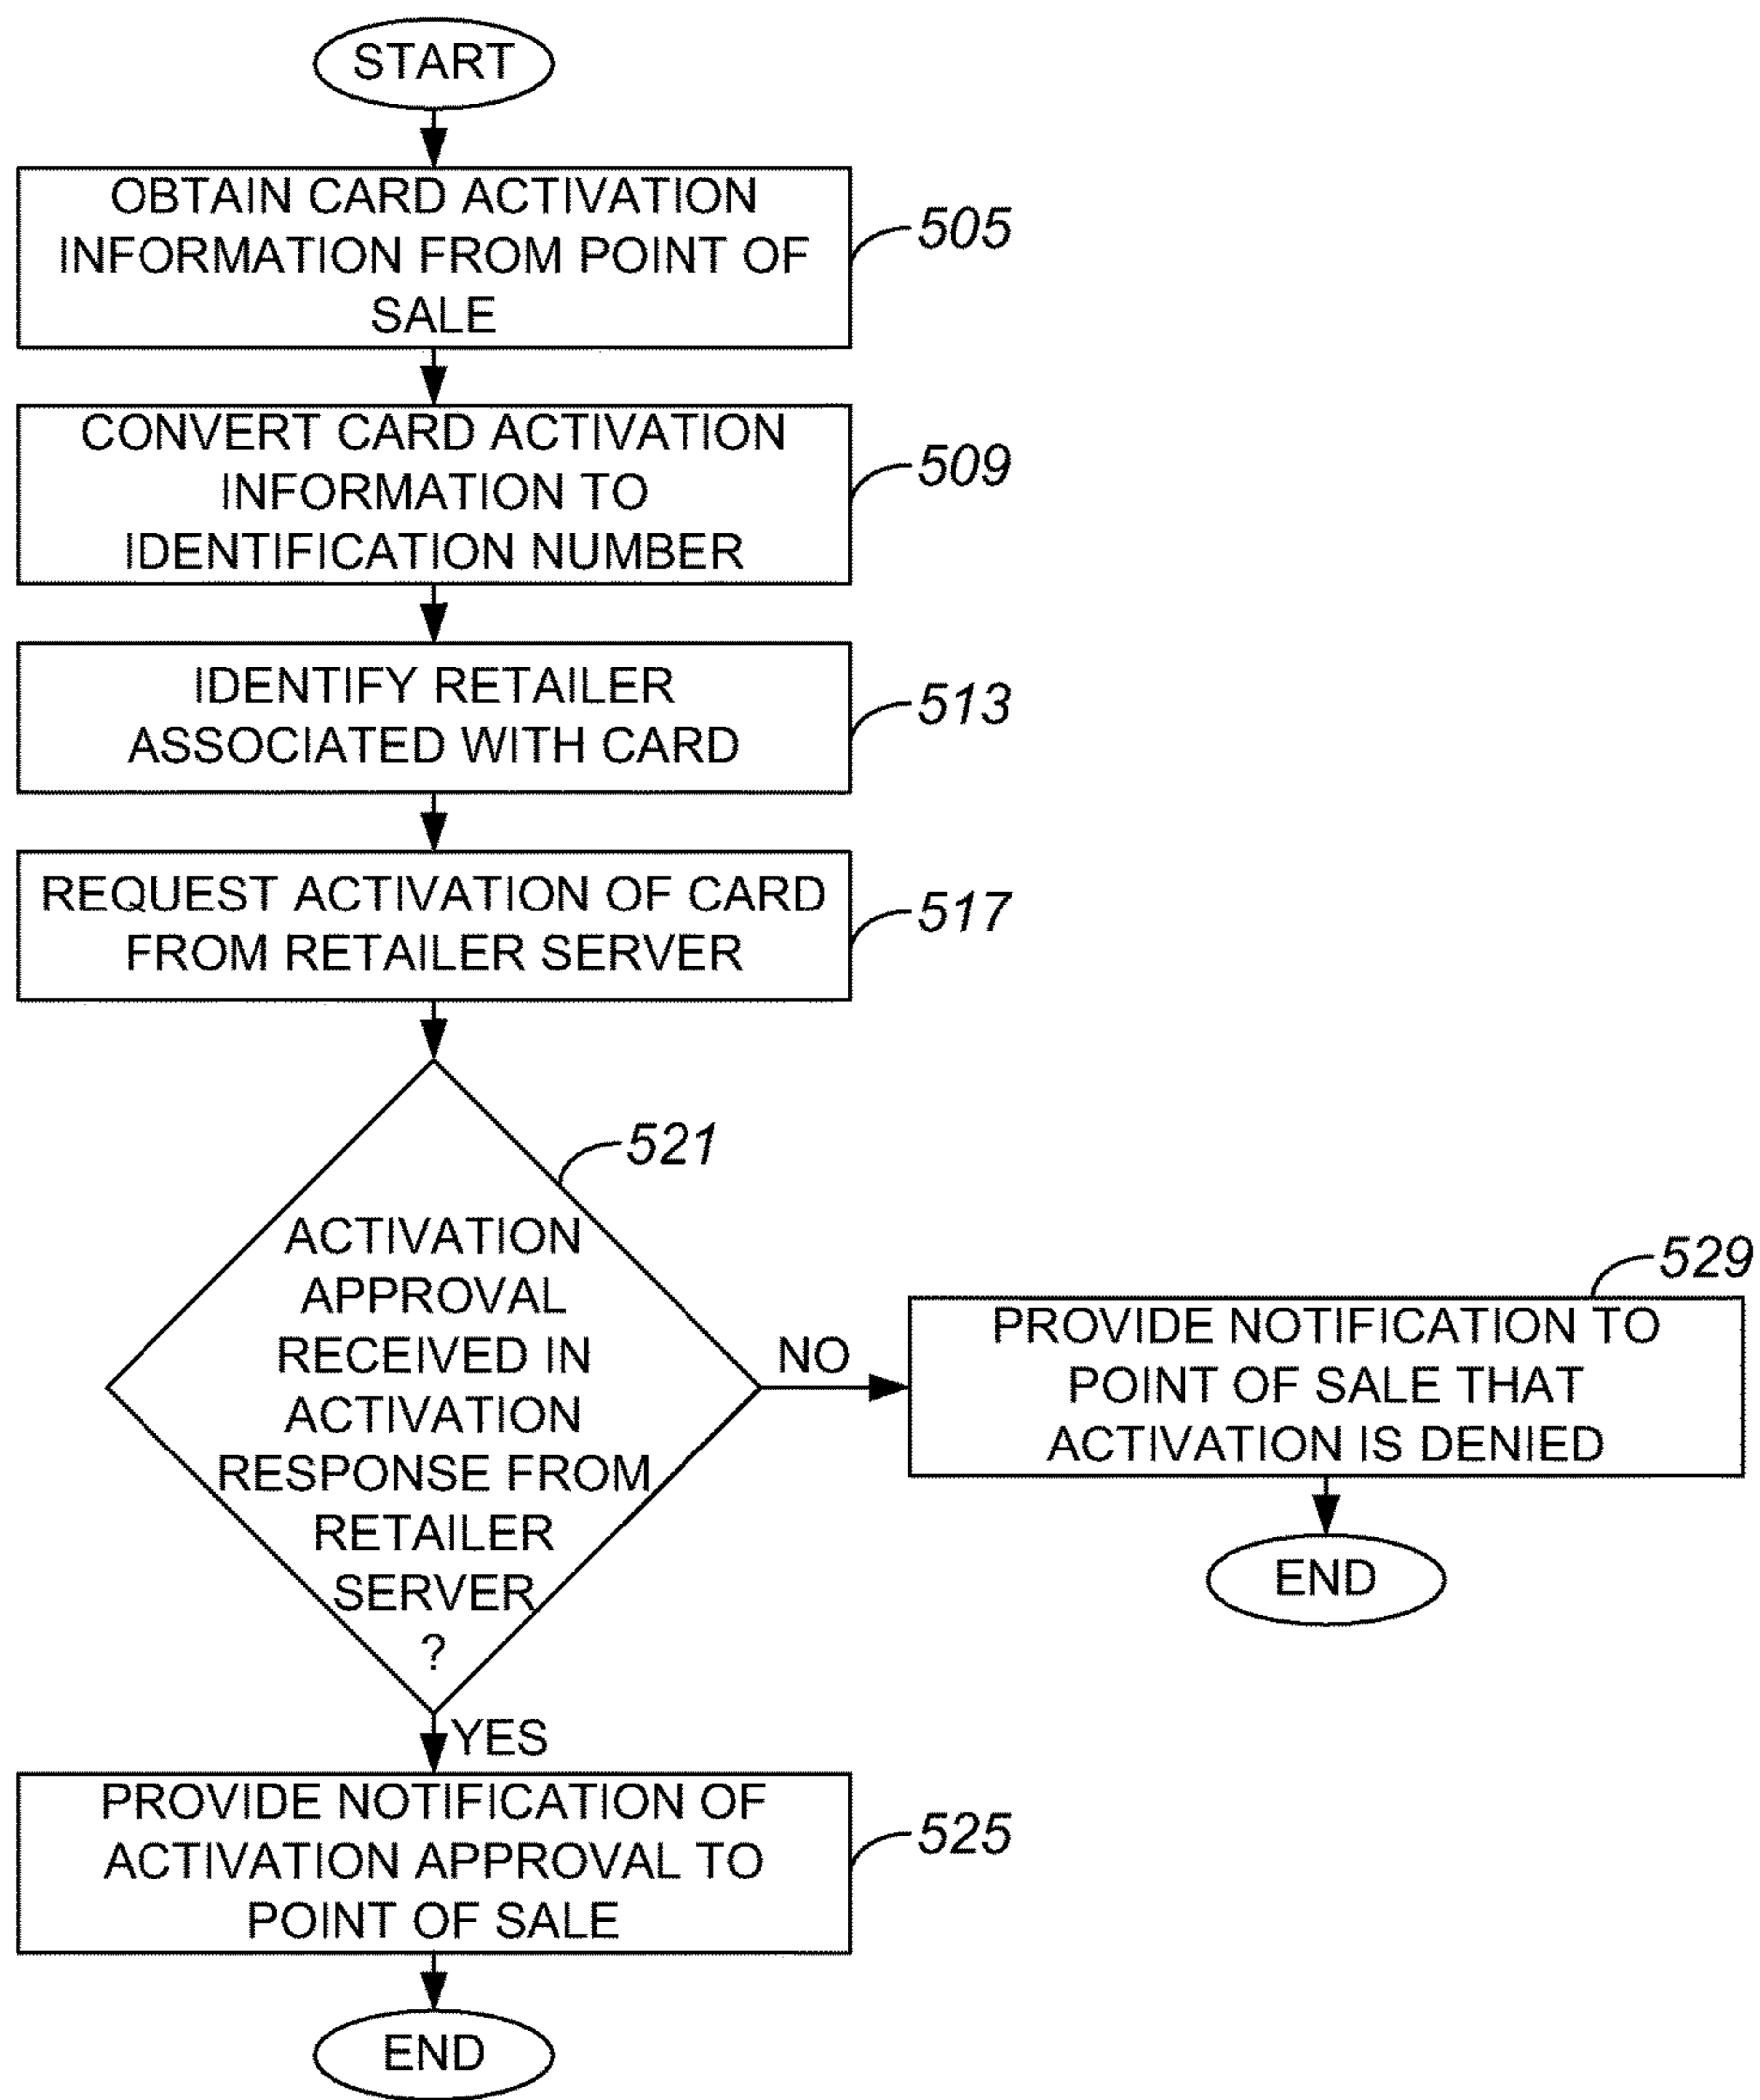 START
OBTAIN CARD ACTIVATION
INFORMATION FROM POINT OF
SALE
505
CONVERT CARD ACTIVATION
INFORMATION TO
IDENTIFICATION NUMBER
509
IDENTIFY RETAILER
ASSOCIATED WITH CARD
513
REQUEST ACTIVATION OF CARD
FROM RETAILER SERVER
517
521
ACTIVATION
APPROVAL
RECEIVED IN
ACTIVATION
RESPONSE FROM
RETAILER
SERVER
?
NO
529
PROVIDE NOTIFICATION TO
POINT OF SALE THAT
ACTIVATION IS DENIED
END
YES
PROVIDE NOTIFICATION OF
ACTIVATION APPROVAL TO
POINT OF SALE
525
END